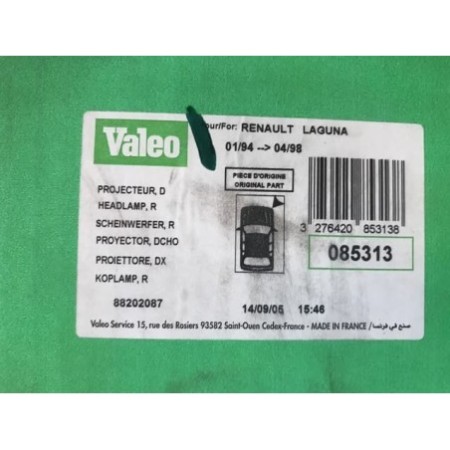 Valeo
our/For: RENAULT LAGUNA
01/94 --> 04/98
PIECE D'ORIGINE
ORIGINAL PART
PROJECTEUR, D
HEADLAMP, R
SCHEINWERFER, R
PROYECTOR, DCHO
PROIETTORE, DX
KOPLAMP, R
88202087
3 276420 853138
085313
14/09/05 15:46
Valeo Service 15, rue des Rosiers 93582 Saint-Ouen Cedex-France - MADE IN FRANCE / صنع في فرنسا